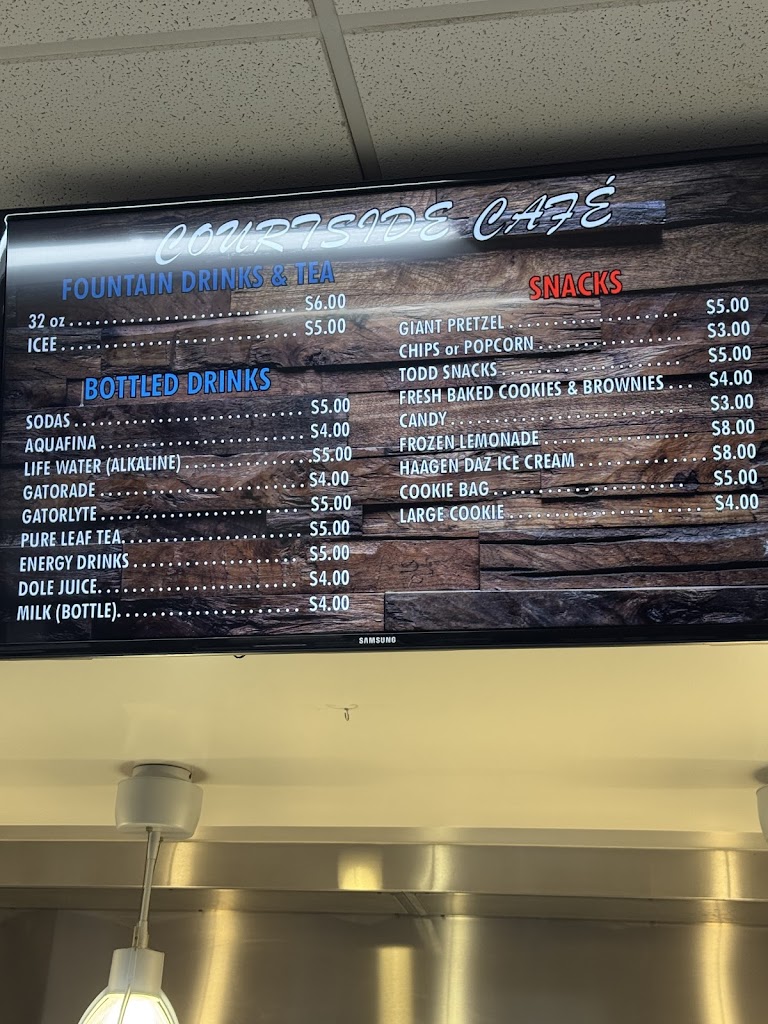 COURTSIDE CAFÉ
FOUNTAIN DRINKS & TEA
32 oz $6.00
ICEE $5.00
BOTTLED DRINKS
SODAS $5.00
AQUAFINA $4.00
LIFE WATER (ALKALINE) $5.00
GATORADE $4.00
GATORLYTE $5.00
PURE LEAF TEA $5.00
ENERGY DRINKS $5.00
DOLE JUICE $4.00
MILK (BOTTLE) $4.00
SNACKS
GIANT PRETZEL $5.00
CHIPS or POPCORN $3.00
TODD SNACKS $5.00
FRESH BAKED COOKIES & BROWNIES $4.00
CANDY $3.00
FROZEN LEMONADE $8.00
HAAGEN DAZ ICE CREAM $8.00
COOKIE BAG $5.00
LARGE COOKIE $4.00
SAMSUNG